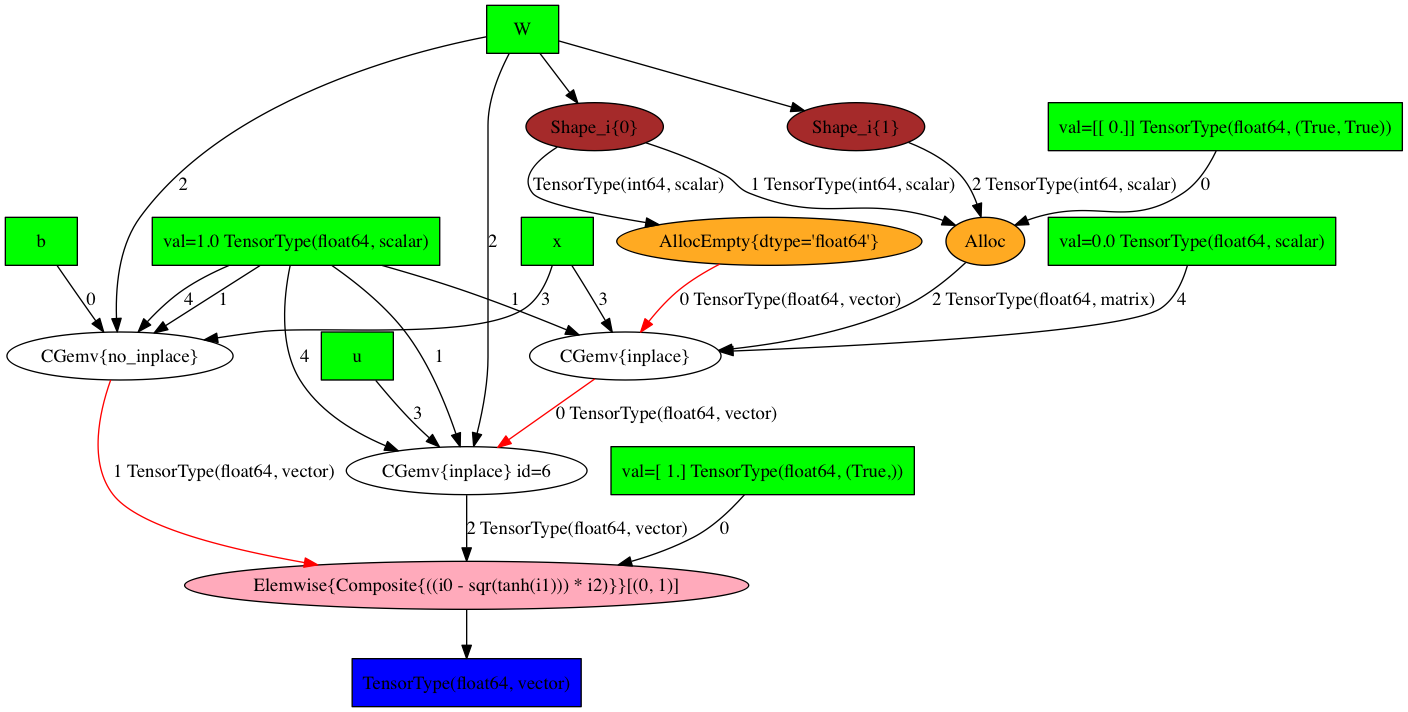 W
Shape_i{0}
Shape_i{1}
val=[[ 0.]] TensorType(float64, (True, True))
2
TensorType(int64, scalar)
1 TensorType(int64, scalar)
2 TensorType(int64, scalar)
0
b
val=1.0 TensorType(float64, scalar)
2
x
AllocEmpty{dtype='float64'}
Alloc
val=0.0 TensorType(float64, scalar)
0
4
1
1
3
3
0 TensorType(float64, vector)
2 TensorType(float64, matrix)
4
CGemv{no_inplace}
4
u
1
CGemv{inplace}
3
0 TensorType(float64, vector)
1 TensorType(float64, vector)
CGemv{inplace} id=6
val=[ 1.] TensorType(float64, (True,))
2 TensorType(float64, vector)
0
Elemwise{Composite{((i0 - sqr(tanh(i1))) * i2)}}[(0, 1)]
TensorType(float64, vector)